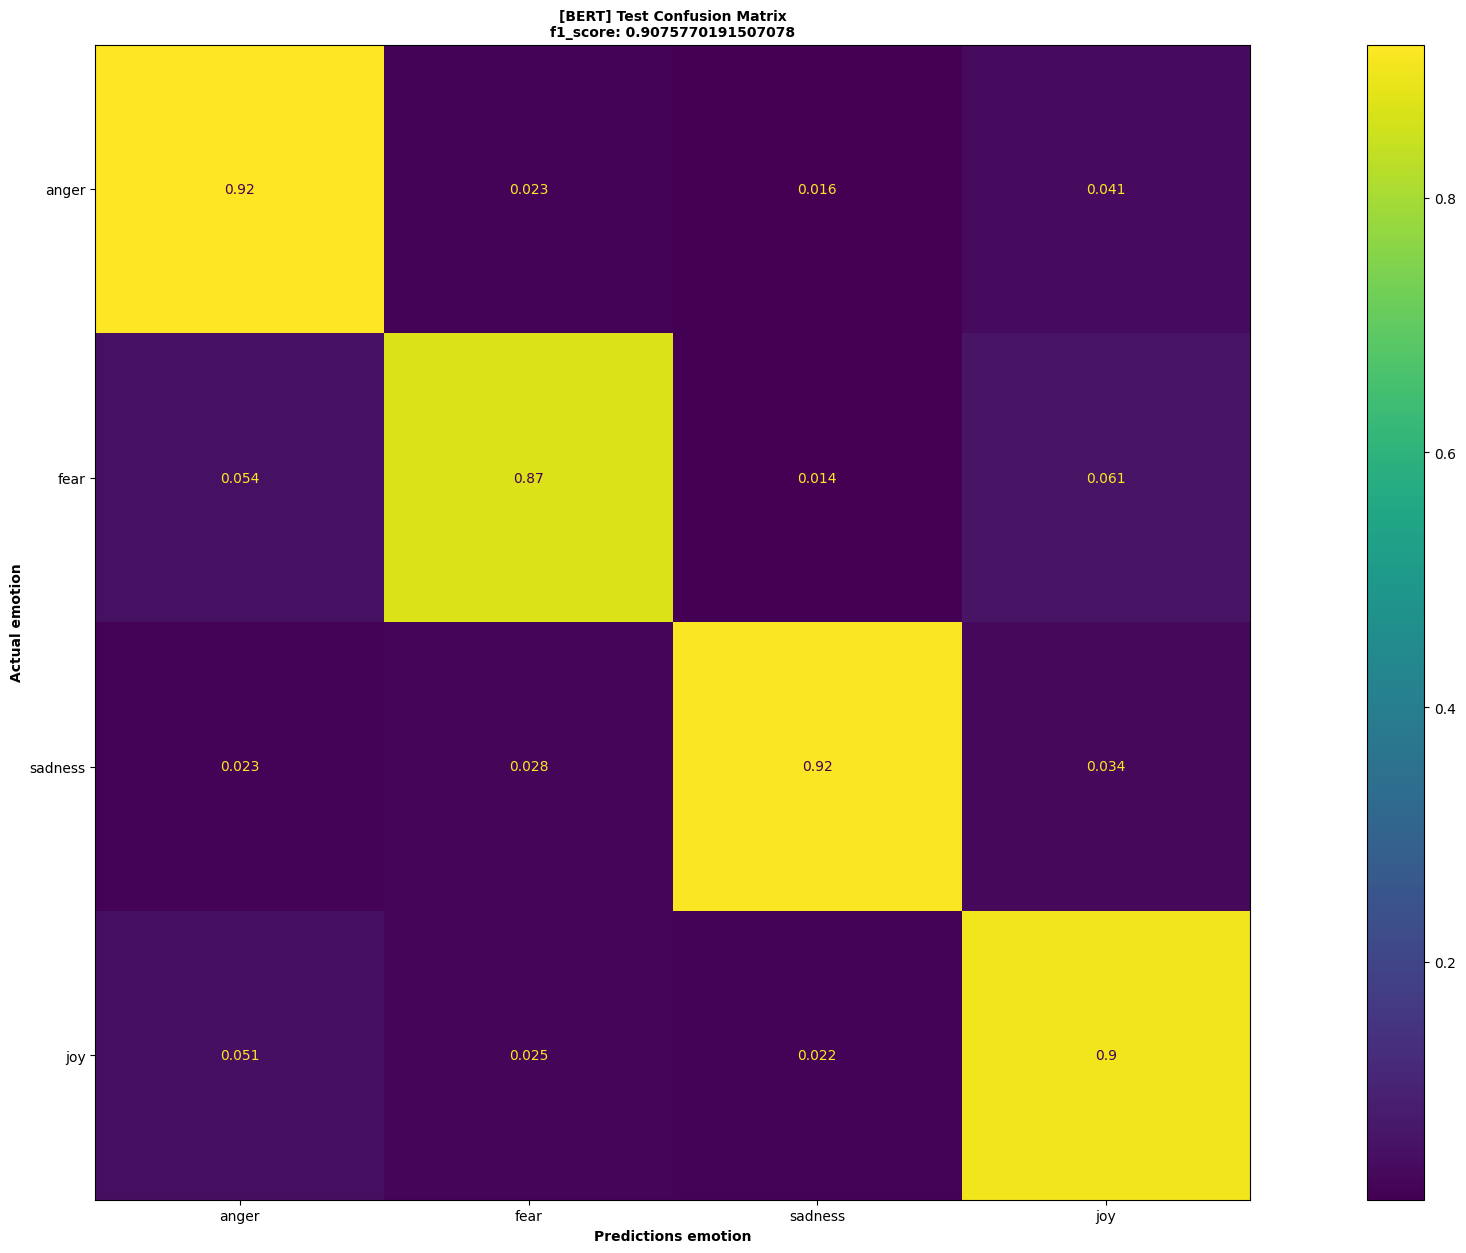 [BERT] Test Confusion Matrix
f1_score: 0.9075770191507078
anger 0.92 0.023 0.016 0.041
fear 0.054 0.87 0.014 0.061
sadness 0.023 0.028 0.92 0.034
joy 0.051 0.025 0.022 0.9
anger fear sadness joy
Predictions emotion
Actual emotion
0.8
0.6
0.4
0.2